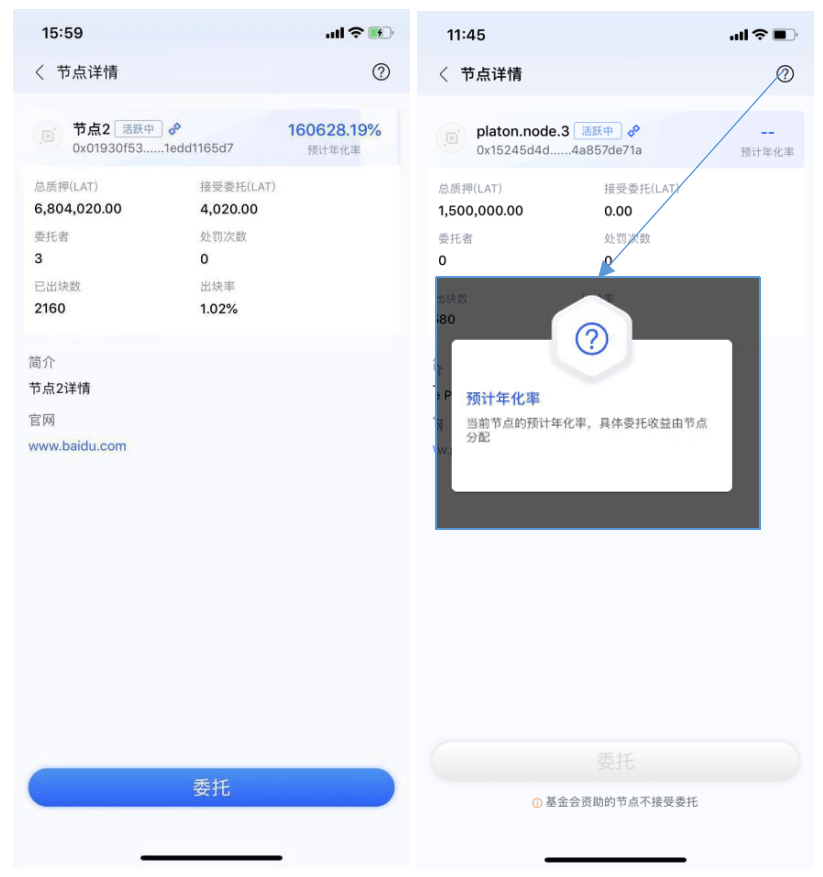 15:59
节点详情
节点2 活跃中
160628.19%
0x01930f53......1edd1165d7
预计年化率
总质押(LAT) 接受委托(LAT)
6,804,020.00 4,020.00
委托者 处罚次数
3 0
已出块数 出块率
2160 1.02%
简介
节点2详情
官网
www.baidu.com
委托
11:45
节点详情
platon.node.3 活跃中
--
0x15245d4d.....4a857de71a
预计年化率
总质押(LAT) 接受委托(LAT)
1,500,000.00 0.00
委托者 处罚次数
0 0
出块数
580
预计年化率
当前节点的预计年化率，具体委托收益由节点
分配
委托
基金会资助的节点不接受委托